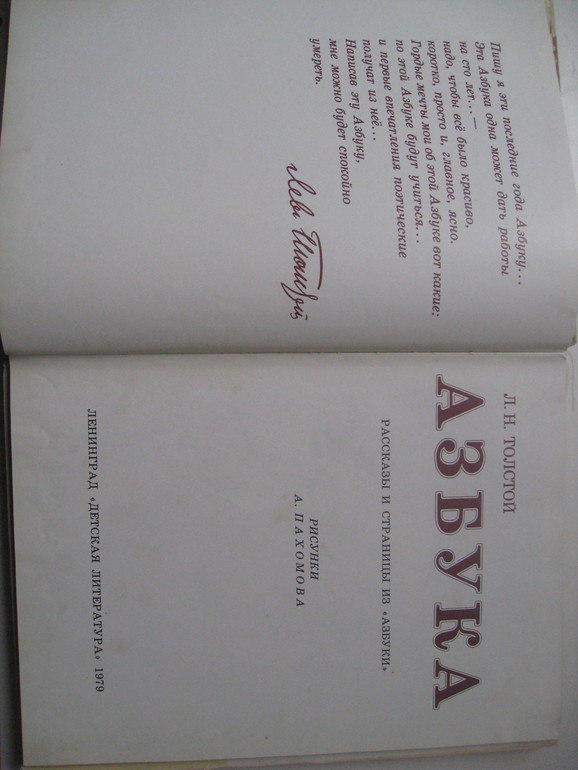 Пишу я эти последние года Азбуку...
Эта Азбука одна может дать работы
на сто лет... —
надо, чтобы всё было красиво,
коротко, просто и, главное, ясно.
Гордые мечты мои об этой Азбуке вот какие:
по этой Азбуке будут учиться...
и первые впечатления поэтические
получат из неё...
Написав эту Азбуку,
мне можно будет спокойно
умереть.
Лев Толстой
Л. Н. ТОЛСТОЙ
АЗБУКА
РАССКАЗЫ И СТРАНИЦЫ ИЗ «АЗБУКИ»
РИСУНКИ
А. ПАХОМОВА
ЛЕНИНГРАД «ДЕТСКАЯ ЛИТЕРАТУРА» 1979